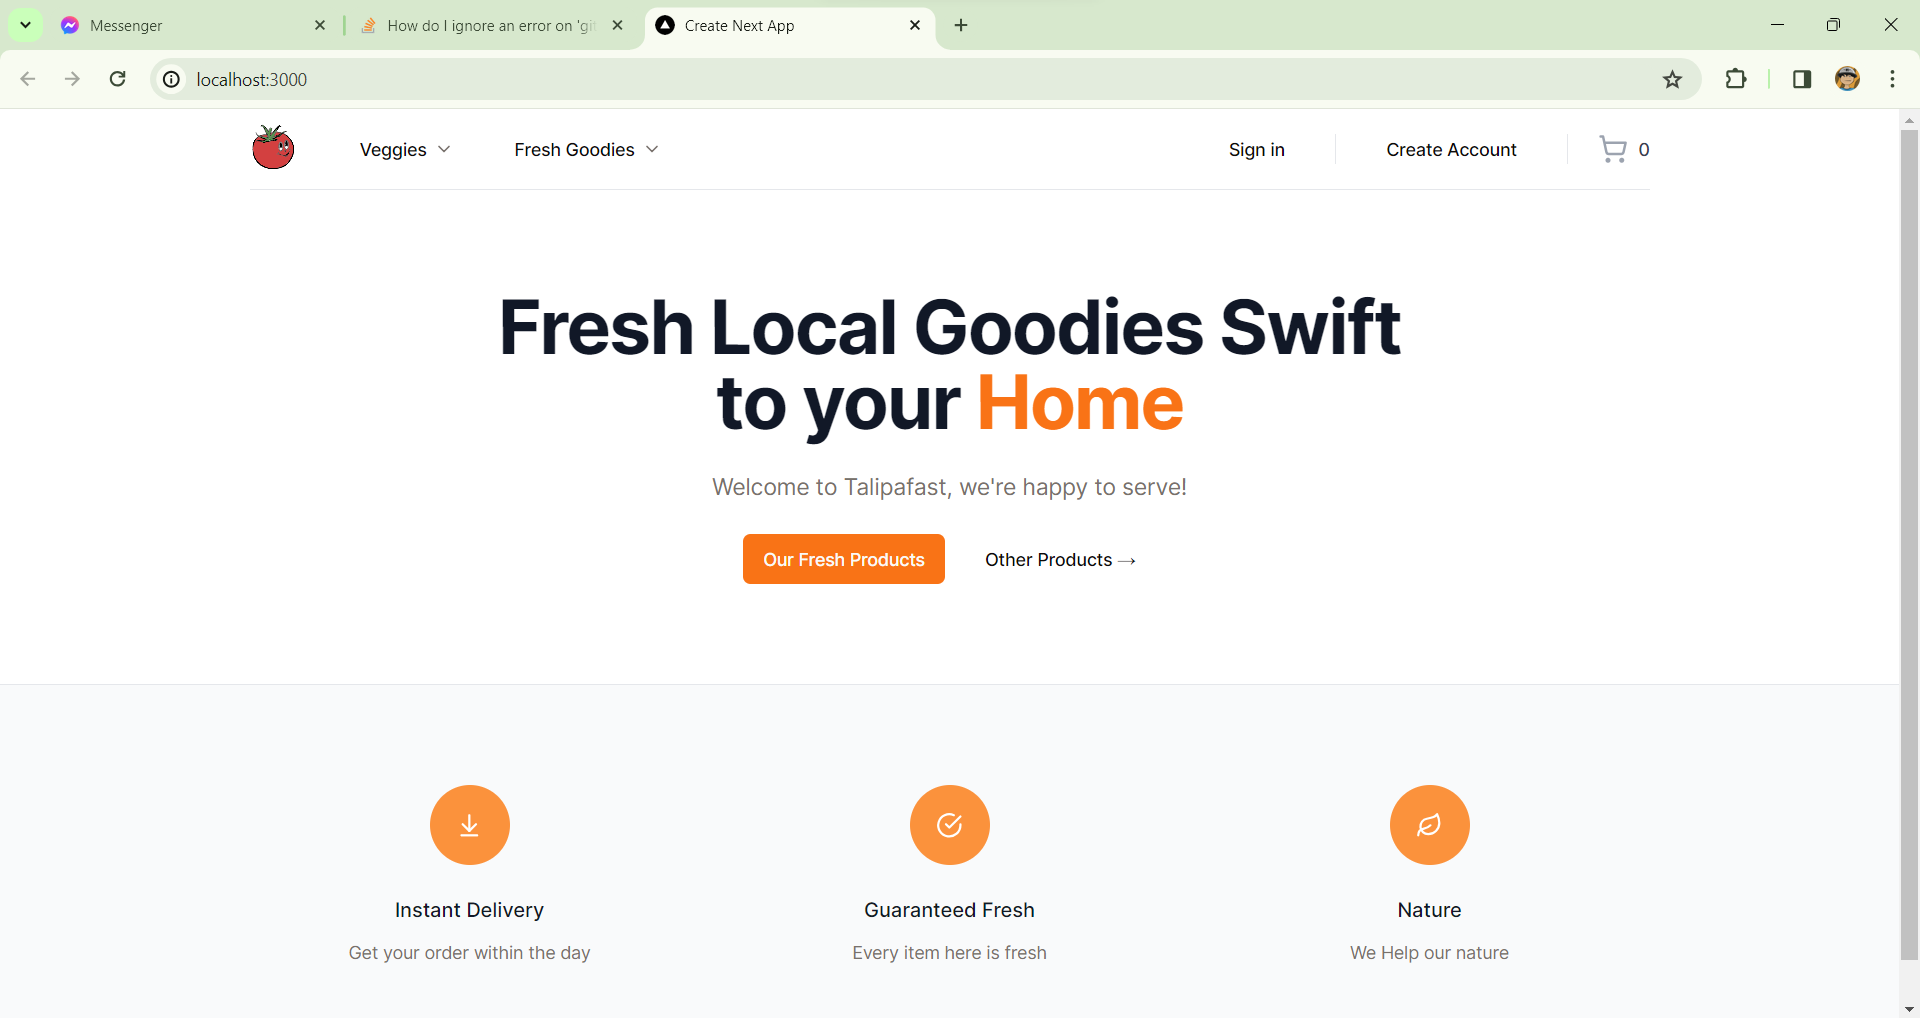 Messenger
How do I ignore an error on 'git
Create Next App
localhost:3000
Veggies
Fresh Goodies
Sign in
Create Account
0
Fresh Local Goodies Swift
to your Home
Welcome to Talipafast, we're happy to serve!
Our Fresh Products
Other Products →
Instant Delivery
Guaranteed Fresh
Nature
Get your order within the day
Every item here is fresh
We Help our nature